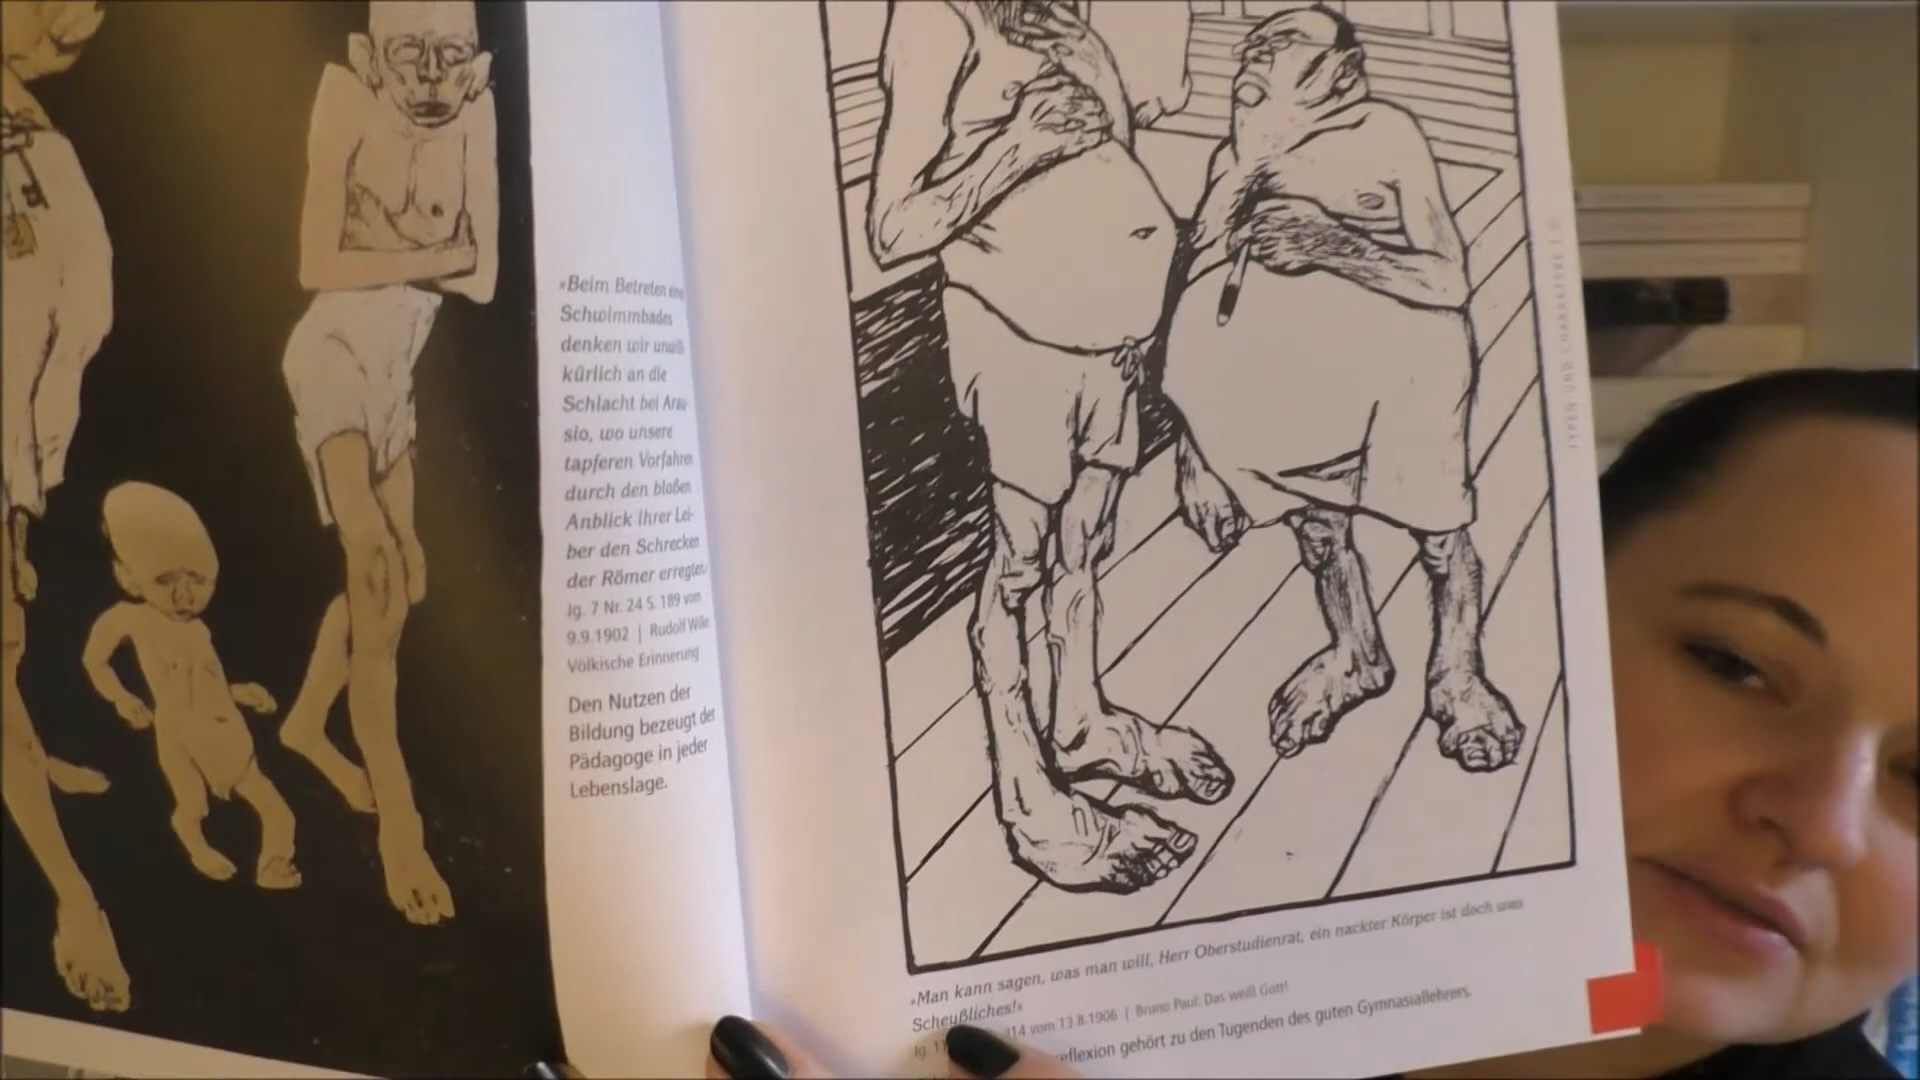 »Beim Betreten eines
Schwimmbades
denken wir unwill-
kürlich an die
Schlacht bei Arau-
sio, wo unsere
tapferen Vorfahren
durch den bloßen
Anblick ihrer Lei-
ber den Schrecken
der Römer erregten.
Jg. 7 Nr. 24 S. 189 vom
9.9.1902 | Rudolf Wilke
Völkische Erinnerung
Den Nutzen der
Bildung bezeugt der
Pädagoge in jeder
Lebenslage.
TYPEN UND CHARAKTERE
»Man kann sagen, was man will, Herr Oberstudienrat, ein nackter Körper ist doch was
Scheußliches!«
Jg. 1 314 vom 13.8.1906 | Bruno Paul: Das weiß Gott!
eflexion gehört zu den Tugenden des guten Gymnasiallehrers.